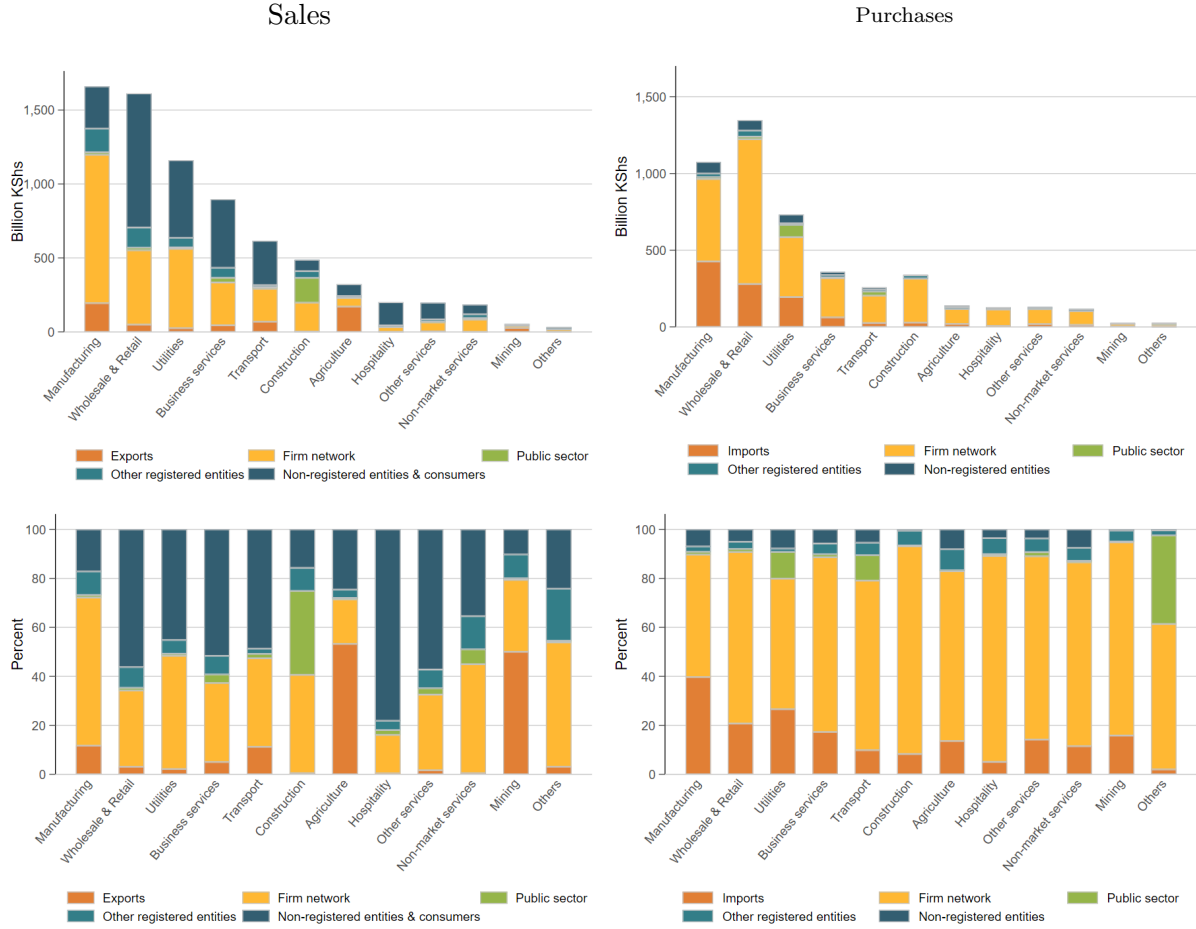 Sales
Purchases
Billion KShs
1,500
1,000
500
0
Manufacturing
Wholesale & Retail
Utilities
Business services
Transport
Construction
Agriculture
Hospitality
Other services
Non-market services
Mining
Others
Exports
Firm network
Public sector
Other registered entities
Non-registered entities & consumers
Billion KShs
1,500
1,000
500
0
Manufacturing
Wholesale & Retail
Utilities
Business services
Transport
Construction
Agriculture
Hospitality
Other services
Non-market services
Mining
Others
Imports
Firm network
Public sector
Other registered entities
Non-registered entities
Percent
100
80
60
40
20
0
Manufacturing
Wholesale & Retail
Utilities
Business services
Transport
Construction
Agriculture
Hospitality
Other services
Non-market services
Mining
Others
Exports
Firm network
Public sector
Other registered entities
Non-registered entities & consumers
Percent
100
80
60
40
20
0
Manufacturing
Wholesale & Retail
Utilities
Business services
Transport
Construction
Agriculture
Hospitality
Other services
Non-market services
Mining
Others
Imports
Firm network
Public sector
Other registered entities
Non-registered entities